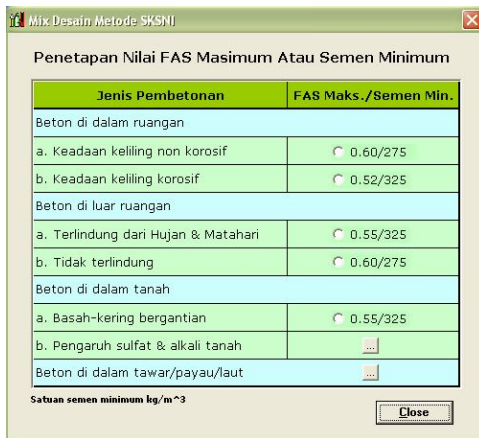 Mix Desain Metode SKSNI
Penetapan Nilai FAS Masimum Atau Semen Minimum
Jenis Pembetonan FAS Maks./Semen Min.
Beton di dalam ruangan
a. Keadaan keliling non korosif 0.60/275
b. Keadaan keliling korosif 0.52/325
Beton di luar ruangan
a. Terlindung dari Hujan & Matahari 0.55/325
b. Tidak terlindung 0.60/275
Beton di dalam tanah
a. Basah-kering bergantian 0.55/325
b. Pengaruh sulfat & alkali tanah ...
Beton di dalam tawar/payau/laut ...
Satuan semen minimum kg/m^3
Close